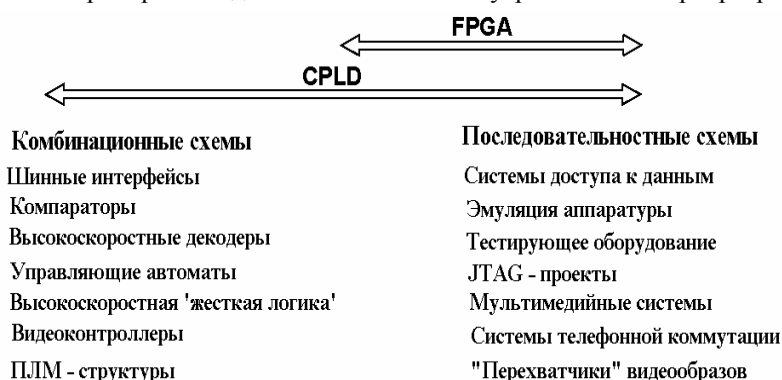 FPGA
CPLD
Комбинационные схемы
Шинные интерфейсы
Компараторы
Высокоскоростные декодеры
Управляющие автоматы
Высокоскоростная 'жесткая логика'
Видеоконтроллеры
ПЛМ - структуры
Последовательностные схемы
Системы доступа к данным
Эмуляция аппаратуры
Тестирующее оборудование
JTAG - проекты
Мультимедийные системы
Системы телефонной коммутации
"Перехватчики" видеообразов